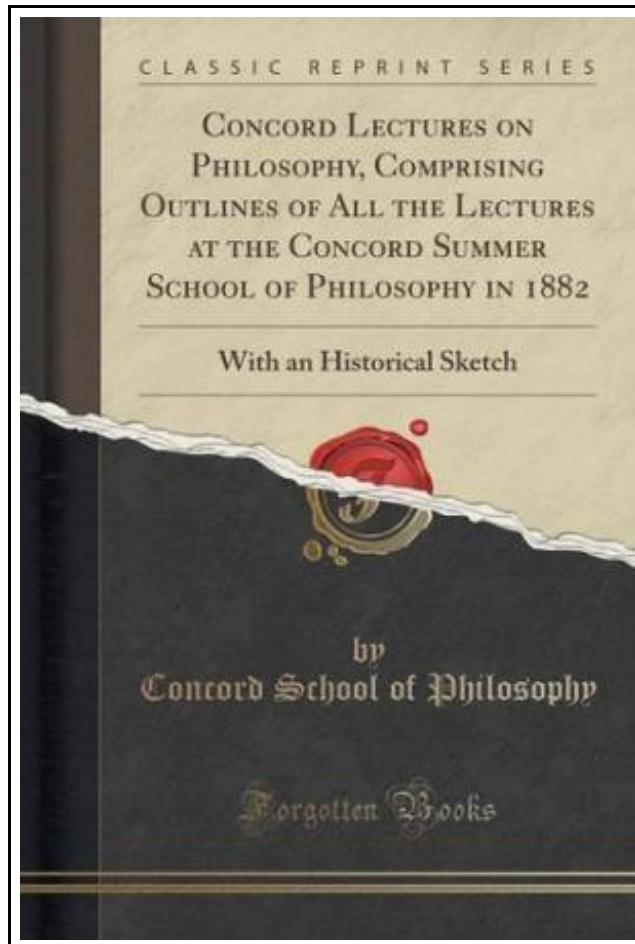 CLASSIC REPRINT SERIES
CONCORD LECTURES ON
PHILOSOPHY, COMPRISING
OUTLINES OF ALL THE LECTURES
AT THE CONCORD SUMMER
SCHOOL OF PHILOSOPHY IN 1882
With an Historical Sketch
by
Concord School of Philosophy
Forgotten Books